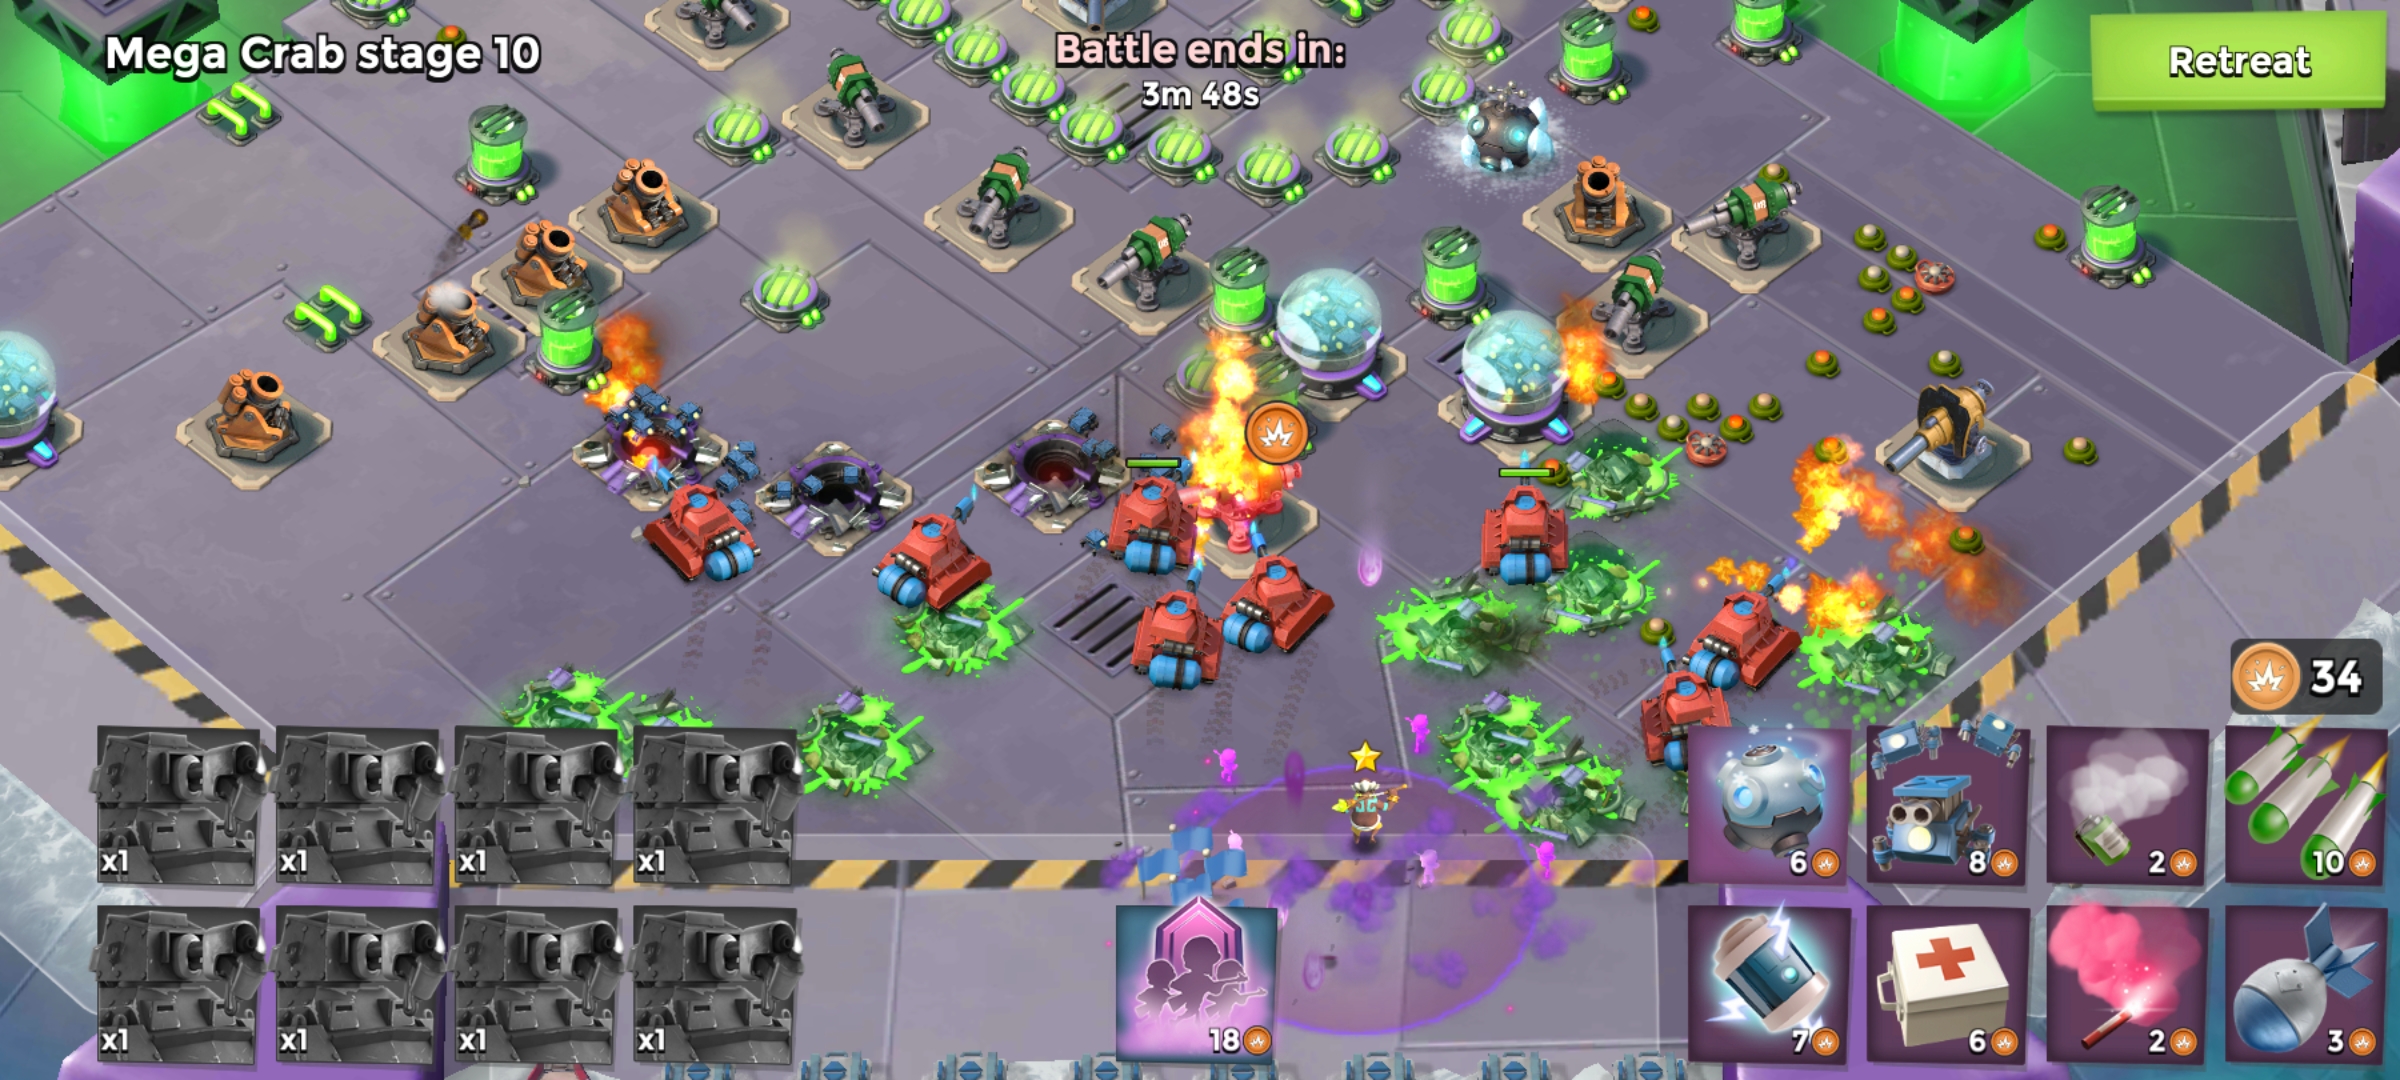 Mega Crab stage 10
Battle ends in:
3m 48s
Retreat
34
x1
x1
x1
x1
6
8
2
10
x1
x1
x1
x1
18
7
6
2
3